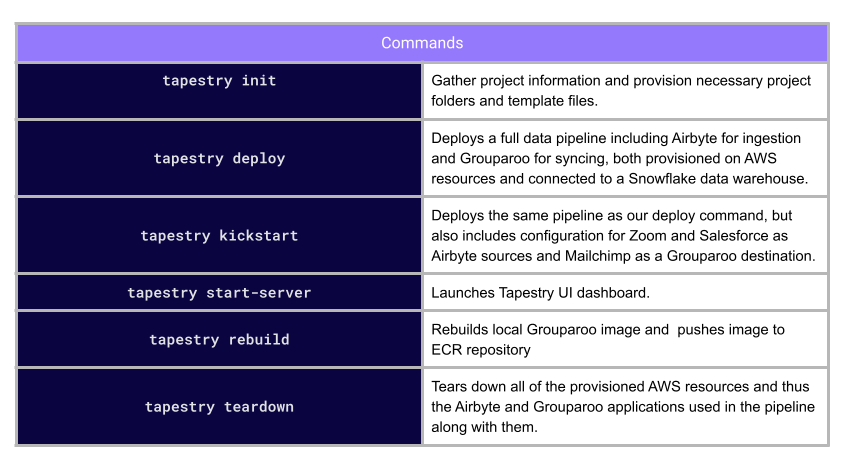 Commands
tapestry init
Gather project information and provision necessary project
folders and template files.
tapestry deploy
Deploys a full data pipeline including Airbyte for ingestion
and Grouparoo for syncing, both provisioned on AWS
resources and connected to a Snowflake data warehouse.
tapestry kickstart
Deploys the same pipeline as our deploy command, but
also includes configuration for Zoom and Salesforce as
Airbyte sources and Mailchimp as a Grouparoo destination.
tapestry start-server
Launches Tapestry UI dashboard.
tapestry rebuild
Rebuilds local Grouparoo image and  pushes image to
ECR repository
tapestry teardown
Tears down all of the provisioned AWS resources and thus
the Airbyte and Grouparoo applications used in the pipeline
along with them.